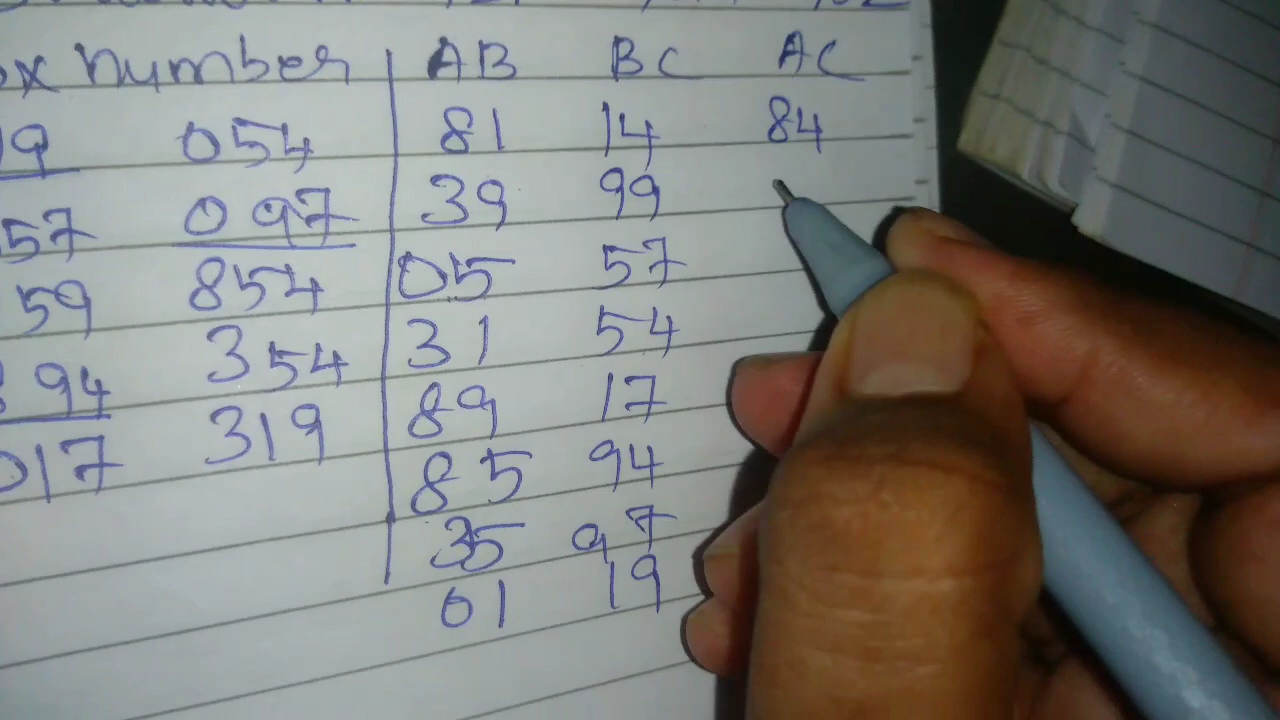 number AB BC AC
054 81 14 84
57 097 39 99
59 854 05 57
94 354 31 54
017 319 89 17
85 94
35 97
01 19